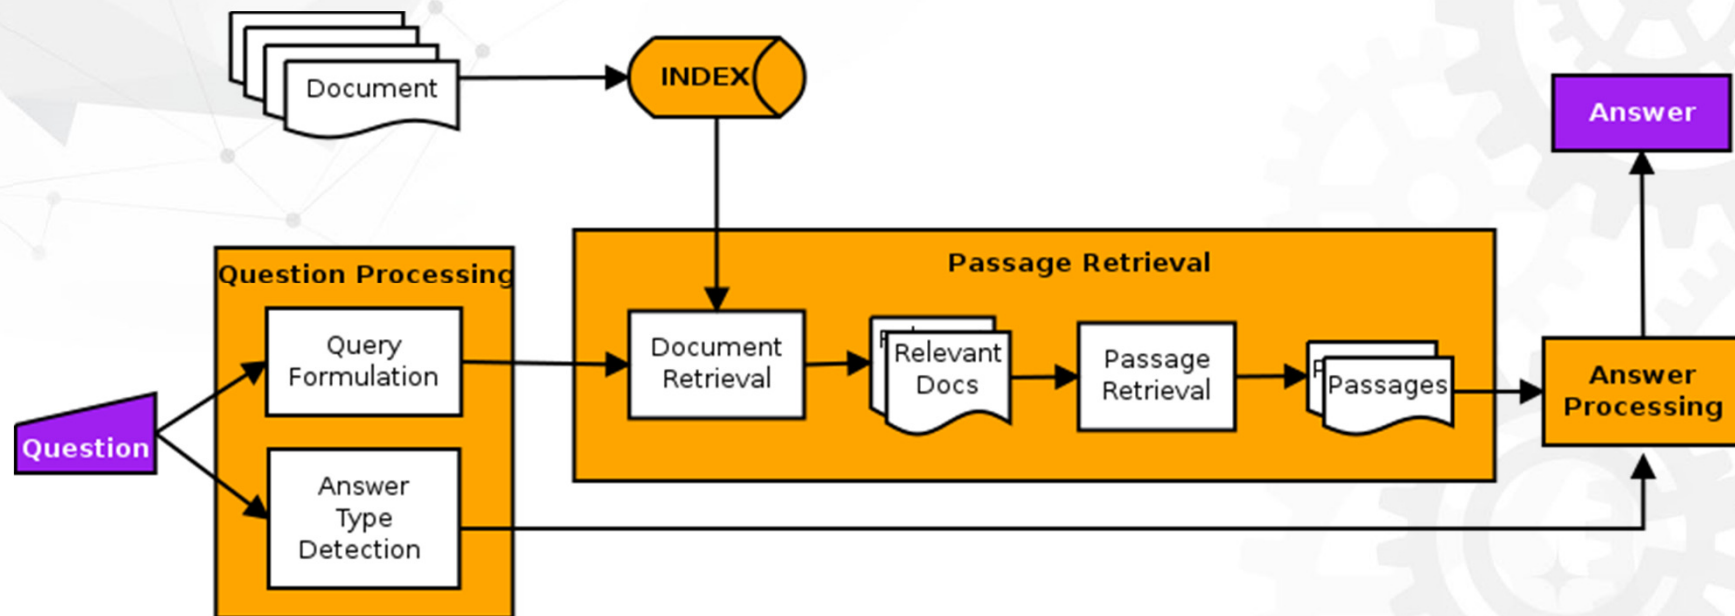 Document
INDEX
Answer
Question Processing
Query
Formulation
Answer
Type
Detection
Question
Passage Retrieval
Document
Retrieval
Relevant
Docs
Passage
Retrieval
Passages
Answer
Processing